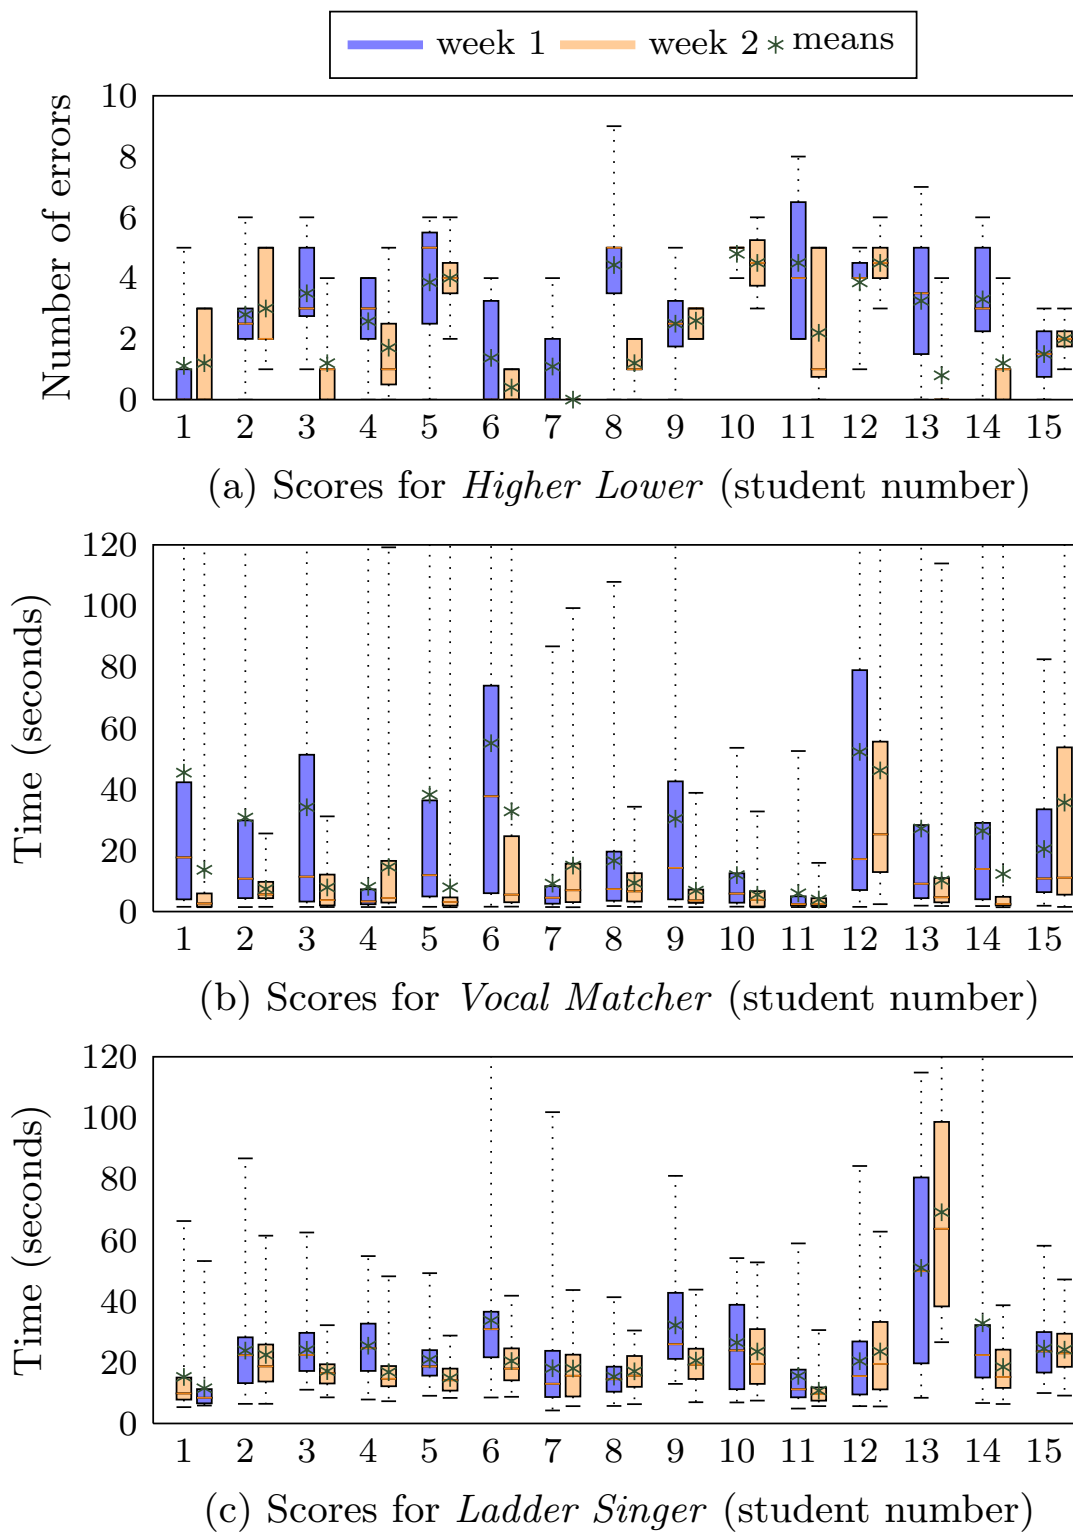 week 1 week 2 means
10
8
6
4
2
0
Number of errors
1 2 3 4 5 6 7 8 9 10 11 12 13 14 15
(a) Scores for Higher Lower (student number)
120
100
80
60
40
20
0
Time (seconds)
1 2 3 4 5 6 7 8 9 10 11 12 13 14 15
(b) Scores for Vocal Matcher (student number)
120
100
80
60
40
20
0
Time (seconds)
1 2 3 4 5 6 7 8 9 10 11 12 13 14 15
(c) Scores for Ladder Singer (student number)